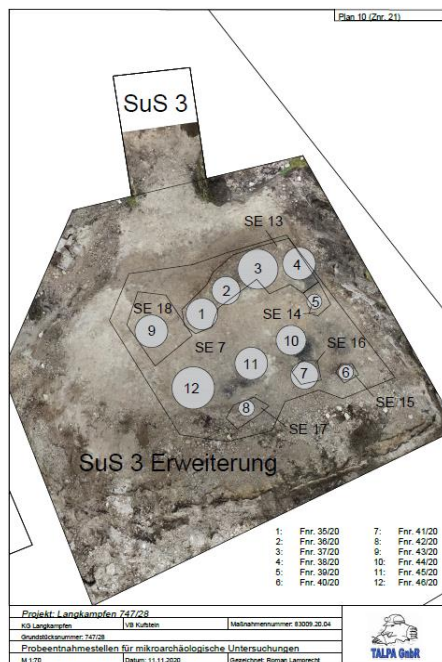 Plan 10 (Znr. 21)
SuS 3
SE 13
3
4
2
SE 14
5
SE 18
1
9
SE 7
10
SE 16
11
7
6
12
SE 15
8
SE 17
SuS 3 Erweiterung
1: Fnr. 35/20 7: Fnr. 41/20
2: Fnr. 36/20 8: Fnr. 42/20
3: Fnr. 37/20 9: Fnr. 43/20
4: Fnr. 38/20 10: Fnr. 44/20
5: Fnr. 39/20 11: Fnr. 45/20
6: Fnr. 40/20 12: Fnr. 46/20
Projekt: Langkampfen 747/28
KG Langkampfen VB Kufstein Maßnahmennummer: 83009.20.04
Grundstücksnummer: 747/28
Probeentnahmestellen für mikroarchäologische Untersuchungen
M 1:70 Datum: 11.11.2020 Gezeichnet: Roman Lamprecht
TALPA GnbR